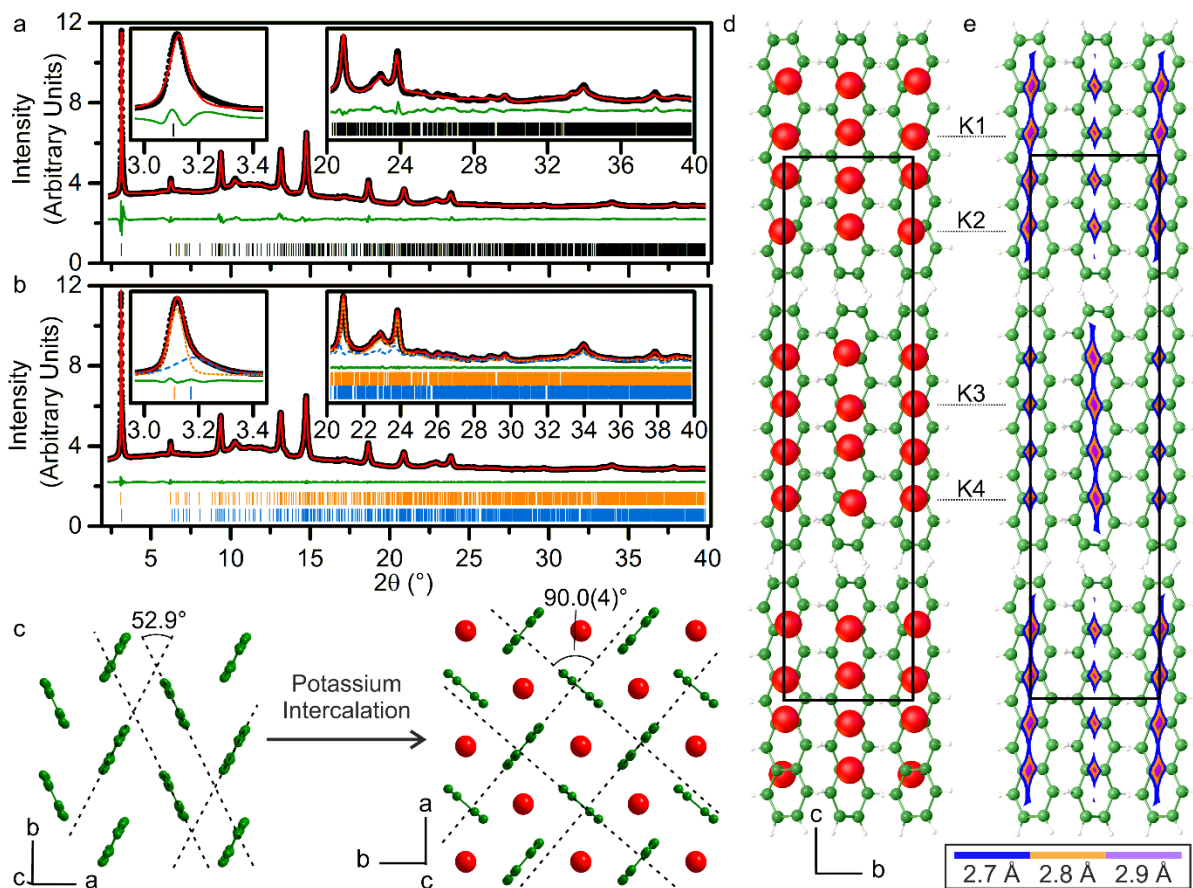 a
Intensity
(Arbitrary Units)
12
8
4
0
3.0 3.2 3.4
20 24 28 32 36 40
b
Intensity
(Arbitrary Units)
12
8
4
0
3.0 3.2 3.4
20 22 24 26 28 30 32 34 36 38 40
5 10 15 20 25 30 35 40
2θ (°)
c
52.9°
b
c a
Potassium
Intercalation
90.0(4)°
a
b
c
d
K1
K2
K3
K4
c
b
e
2.7 Å 2.8 Å 2.9 Å